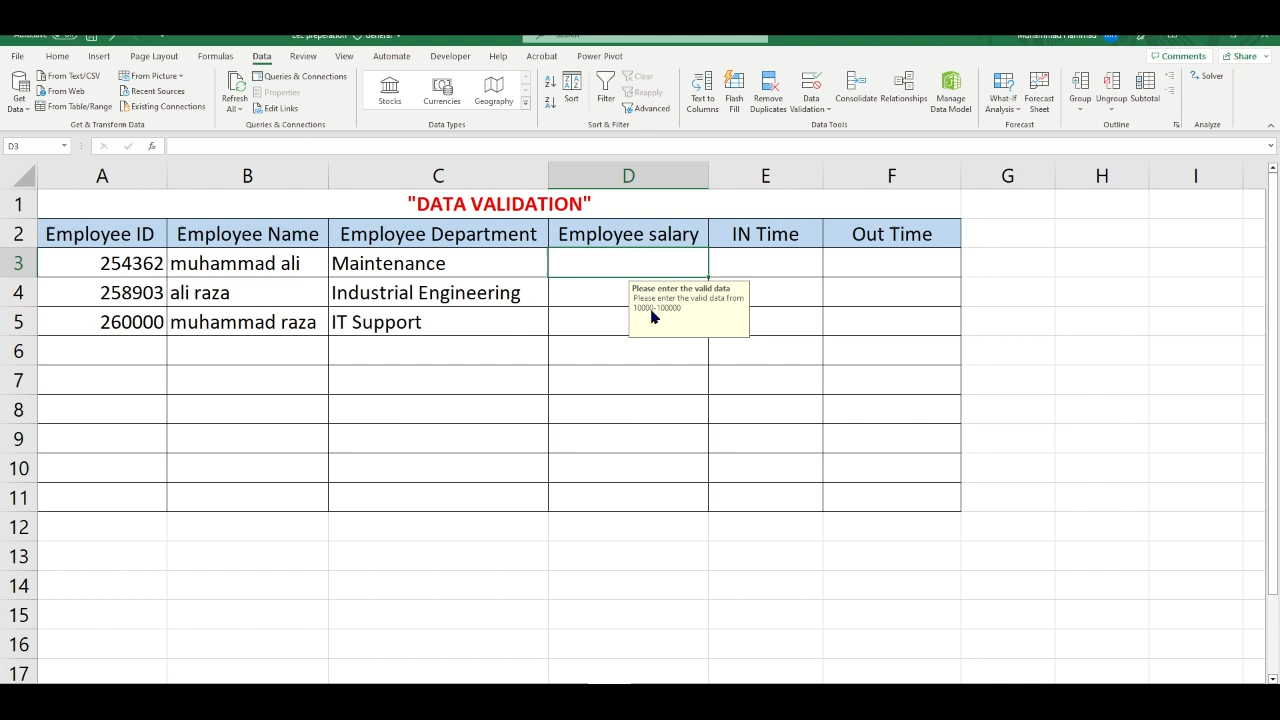 File Home Insert Page Layout Formulas Data Review View Automate Developer Help Acrobat Power Pivot Comments Share
Get Data
From Text/CSV
From Web
From Table/Range
From Picture
Recent Sources
Existing Connections
Refresh All
Queries & Connections
Properties
Edit Links
Stocks Currencies Geography
Sort
Filter
Clear
Reapply
Advanced
Text to Columns
Flash Fill
Remove Duplicates
Data Validation
Consolidate
Relationships
Manage Data Model
What-If Analysis
Forecast Sheet
Group
Ungroup
Subtotal
Solver
Get & Transform Data Queries & Connections Data Types Sort & Filter Data Tools Forecast Outline Analyze
D3 fx
A B C D E F G H I
1 "DATA VALIDATION"
2 Employee ID Employee Name Employee Department Employee salary IN Time Out Time
3 254362 muhammad ali Maintenance
4 258903 ali raza Industrial Engineering
Please enter the valid data
Please enter the valid data from
10000-100000
5 260000 muhammad raza IT Support
6
7
8
9
10
11
12
13
14
15
16
17